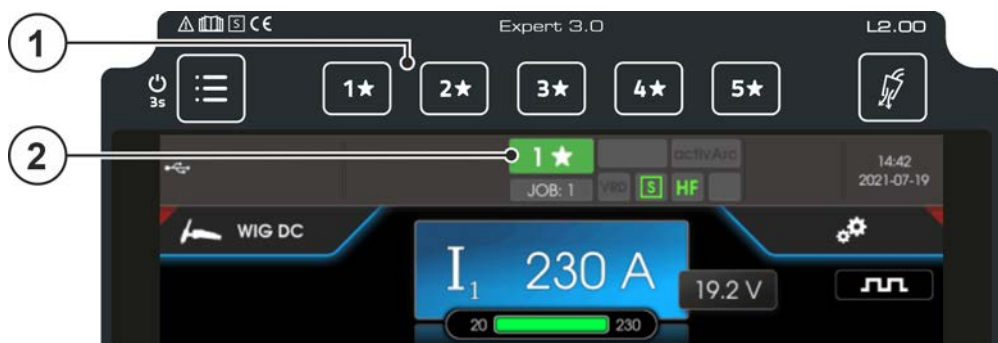 S CE Expert 3.0 L2.00
1
3s 1★ 2★ 3★ 4★ 5★
2
1★ activArc 14:42
JOB: 1 VRD S HF 2021-07-19
WIG DC
I1 230 A 19.2 V
20 230